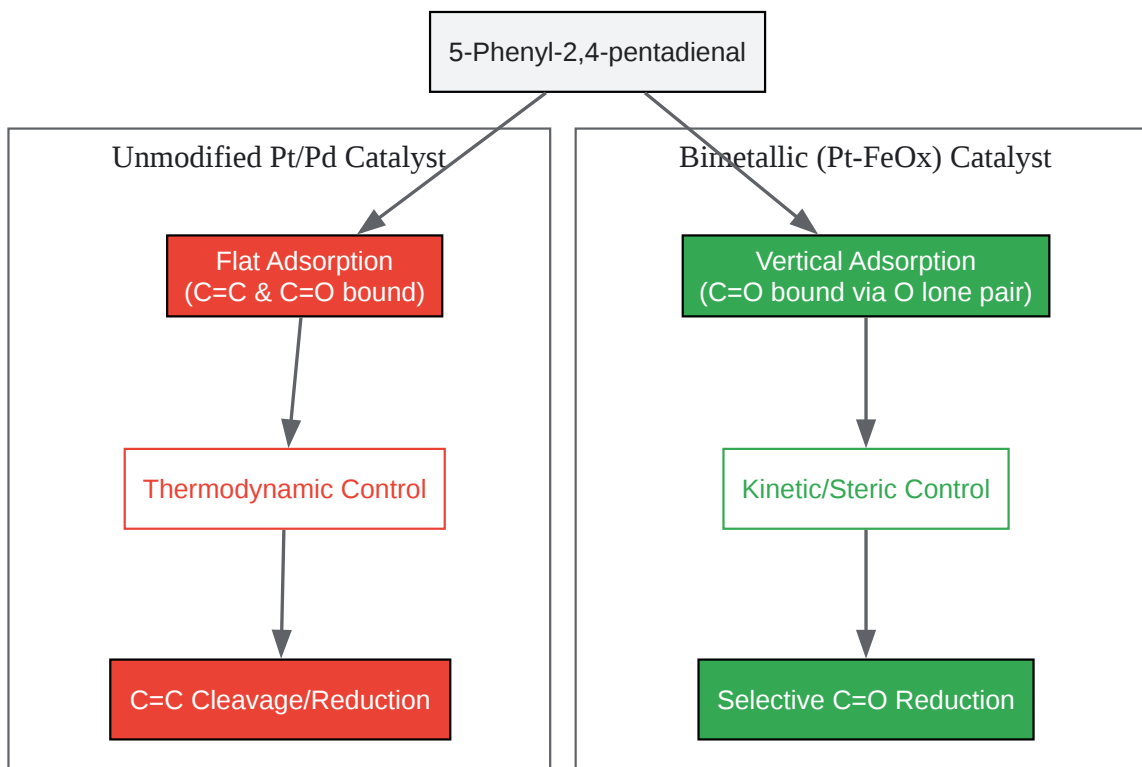 5-Phenyl-2,4-pentadienal
Unmodified Pt/Pd Catalyst
Bimetallic (Pt-FeOx) Catalyst
Flat Adsorption
(C=C & C=O bound)
Vertical Adsorption
(C=O bound via O lone pair)
Thermodynamic Control
Kinetic/Steric Control
C=C Cleavage/Reduction
Selective C=O Reduction